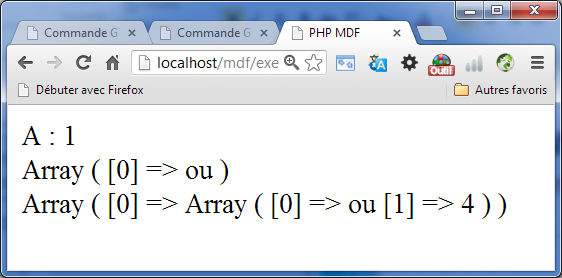 Commande G
Commande G
PHP MDF
localhost/mdf/exe
Outil
Débuter avec Firefox
Autres favoris
A : 1
Array ( [0] => ou )
Array ( [0] => Array ( [0] => ou [1] => 4 ) )